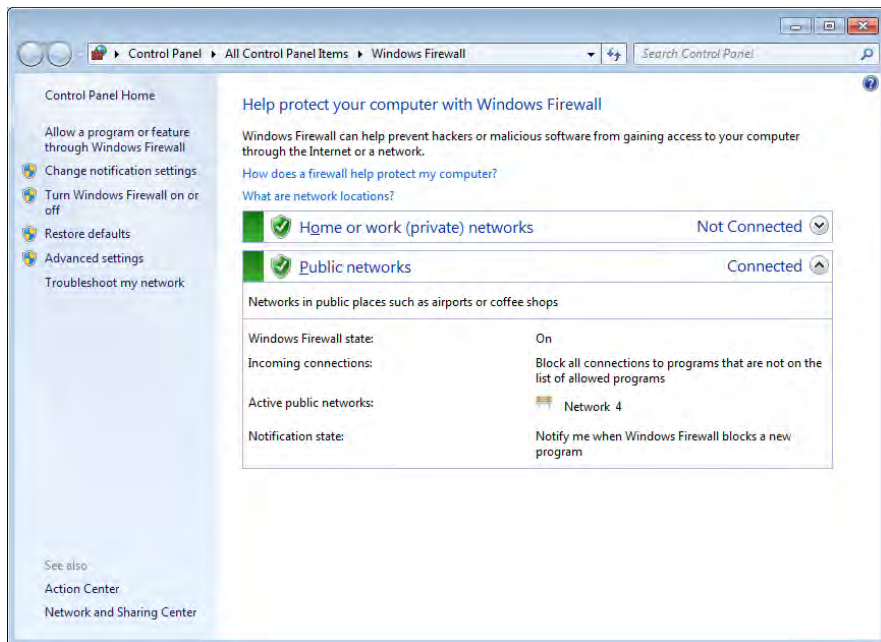 Control Panel
All Control Panel Items
Windows Firewall
Search Control Panel
Control Panel Home
Allow a program or feature
through Windows Firewall
Change notification settings
Turn Windows Firewall on or
off
Restore defaults
Advanced settings
Troubleshoot my network
See also
Action Center
Network and Sharing Center
Help protect your computer with Windows Firewall
Windows Firewall can help prevent hackers or malicious software from gaining access to your computer
through the Internet or a network.
How does a firewall help protect my computer?
What are network locations?
Home or work (private) networks Not Connected
Public networks Connected
Networks in public places such as airports or coffee shops
Windows Firewall state: On
Incoming connections: Block all connections to programs that are not on the
list of allowed programs
Active public networks: Network 4
Notification state: Notify me when Windows Firewall blocks a new
program